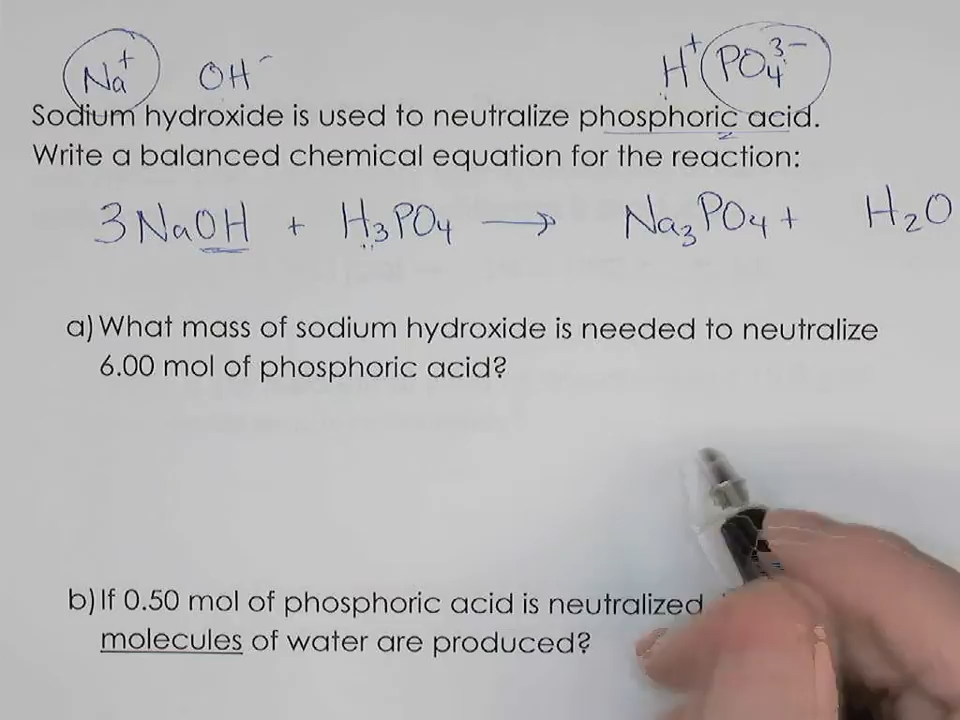 Na⁺ OH⁻ H⁺ PO₄³⁻
Sodium hydroxide is used to neutralize phosphoric acid.
Write a balanced chemical equation for the reaction:
3NaOH + H₃PO₄ → Na₃PO₄ + H₂O
a) What mass of sodium hydroxide is needed to neutralize
6.00 mol of phosphoric acid?
b) If 0.50 mol of phosphoric acid is neutralized
molecules of water are produced?